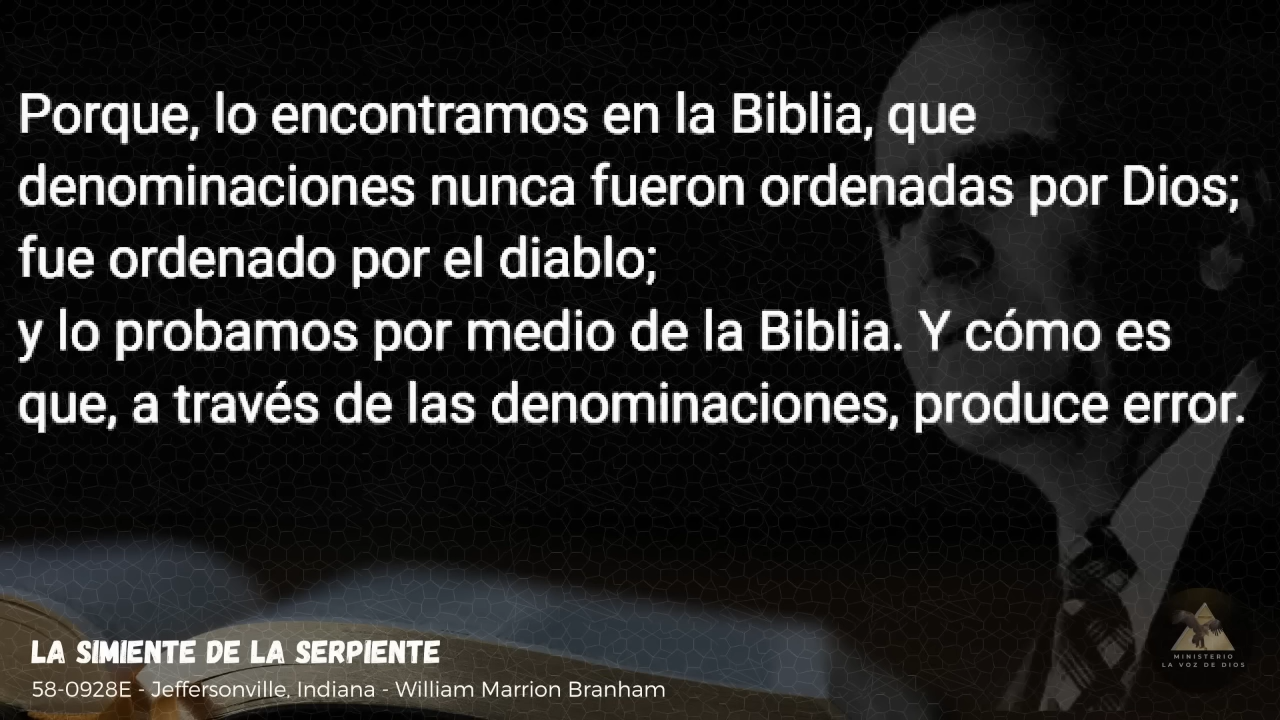 Porque, lo encontramos en la Biblia, que
denominaciones nunca fueron ordenadas por Dios;
fue ordenado por el diablo;
y lo probamos por medio de la Biblia. Y cómo es
que, a través de las denominaciones, produce error.
LA SIMIENTE DE LA SERPIENTE
58-0928E - Jeffersonville, Indiana - William Marrion Branham
MINISTERIO
LA VOZ DE DIOS